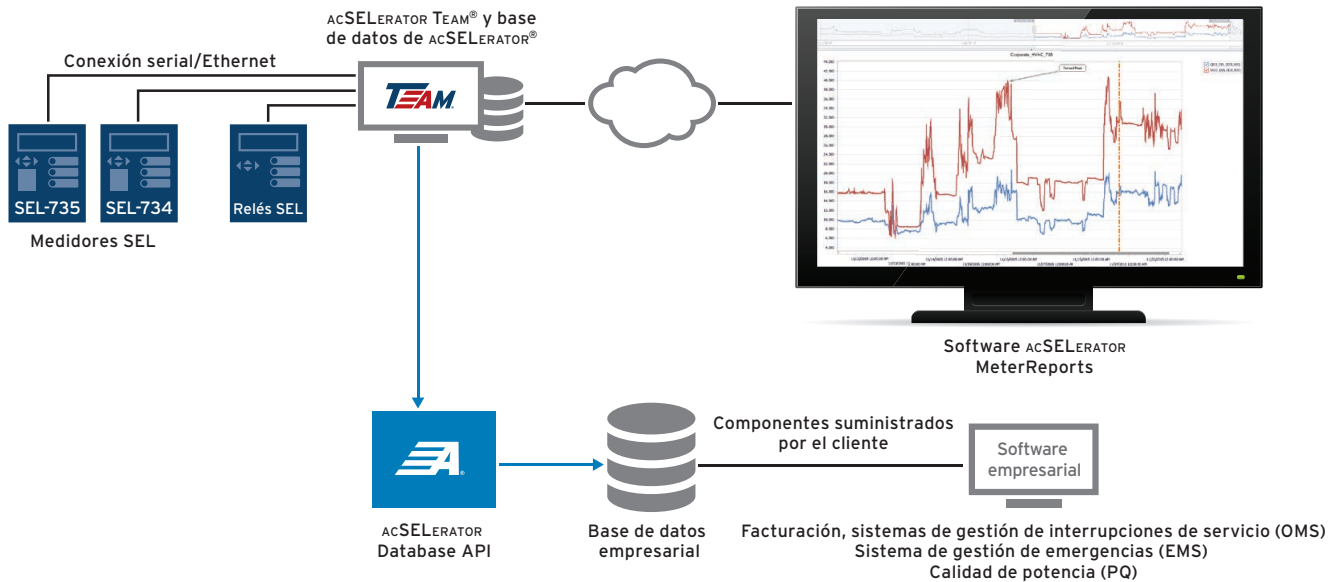 ACSELERATOR TEAM® y base
de datos de ACSELERATOR®
Conexión serial/Ethernet
TEAM
SEL-735
SEL-734
Relés SEL
Medidores SEL
Corporate_HVAC_735
Software ACSELERATOR
MeterReports
Componentes suministrados
por el cliente
Software
empresarial
ACSELERATOR
Database API
Base de datos
empresarial
Facturación, sistemas de gestión de interrupciones de servicio (OMS)
Sistema de gestión de emergencias (EMS)
Calidad de potencia (PQ)